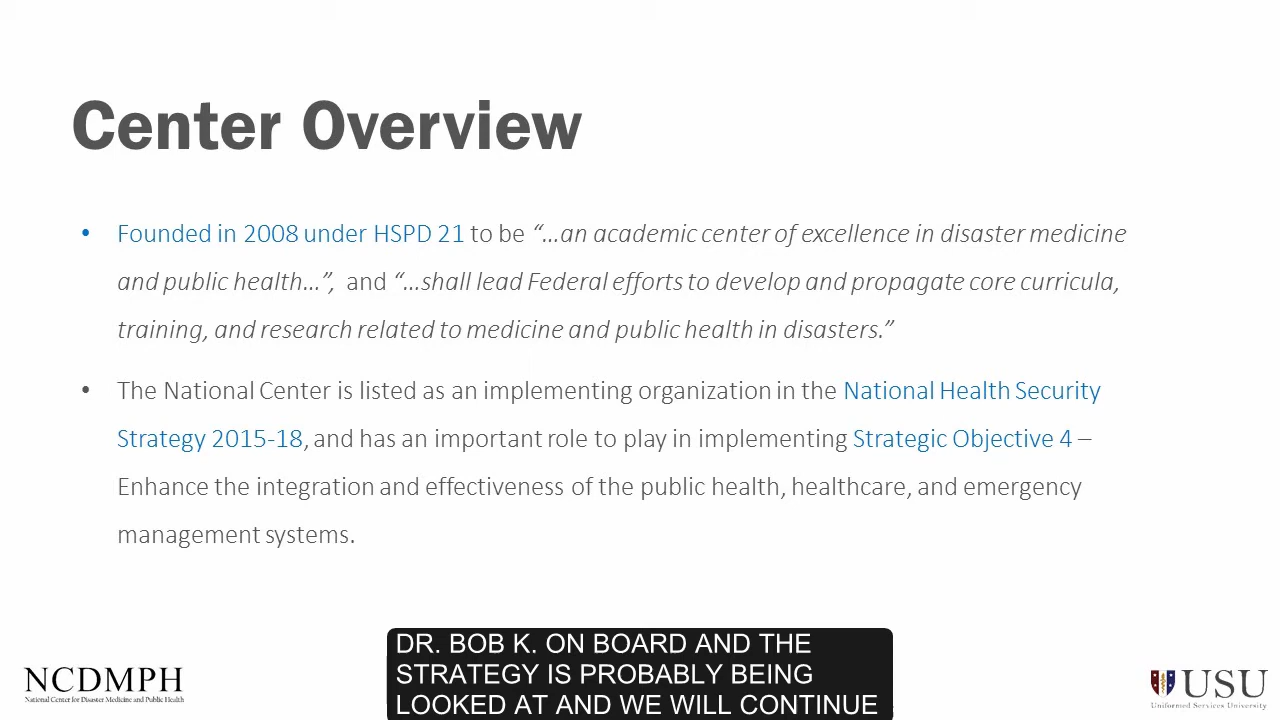 Center Overview
• Founded in 2008 under HSPD 21 to be “…an academic center of excellence in disaster medicine
and public health…”, and “…shall lead Federal efforts to develop and propagate core curricula,
training, and research related to medicine and public health in disasters.”
• The National Center is listed as an implementing organization in the National Health Security
Strategy 2015-18, and has an important role to play in implementing Strategic Objective 4 –
Enhance the integration and effectiveness of the public health, healthcare, and emergency
management systems.
DR. BOB K. ON BOARD AND THE
STRATEGY IS PROBABLY BEING
LOOKED AT AND WE WILL CONTINUE
NCDMPH
National Center for Disaster Medicine and Public Health
USU
Uniformed Services University